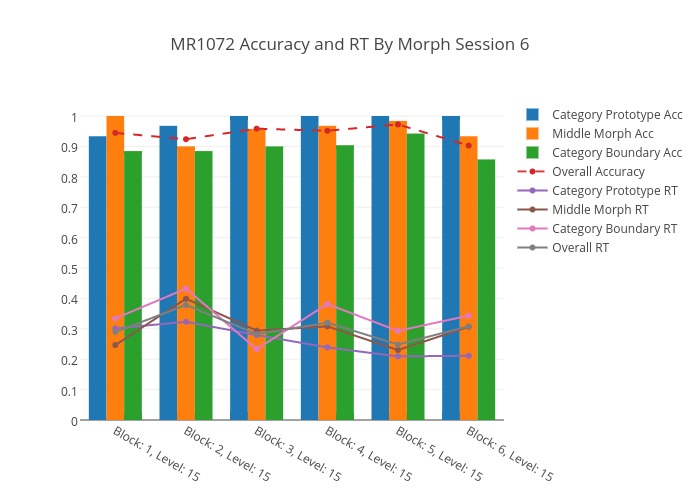 MR1072 Accuracy and RT By Morph Session 6
1
0.9
0.8
0.7
0.6
0.5
0.4
0.3
0.2
0.1
0
Block: 1, Level: 15
Block: 2, Level: 15
Block: 3, Level: 15
Block: 4, Level: 15
Block: 5, Level: 15
Block: 6, Level: 15
Category Prototype Acc
Middle Morph Acc
Category Boundary Acc
Overall Accuracy
Category Prototype RT
Middle Morph RT
Category Boundary RT
Overall RT